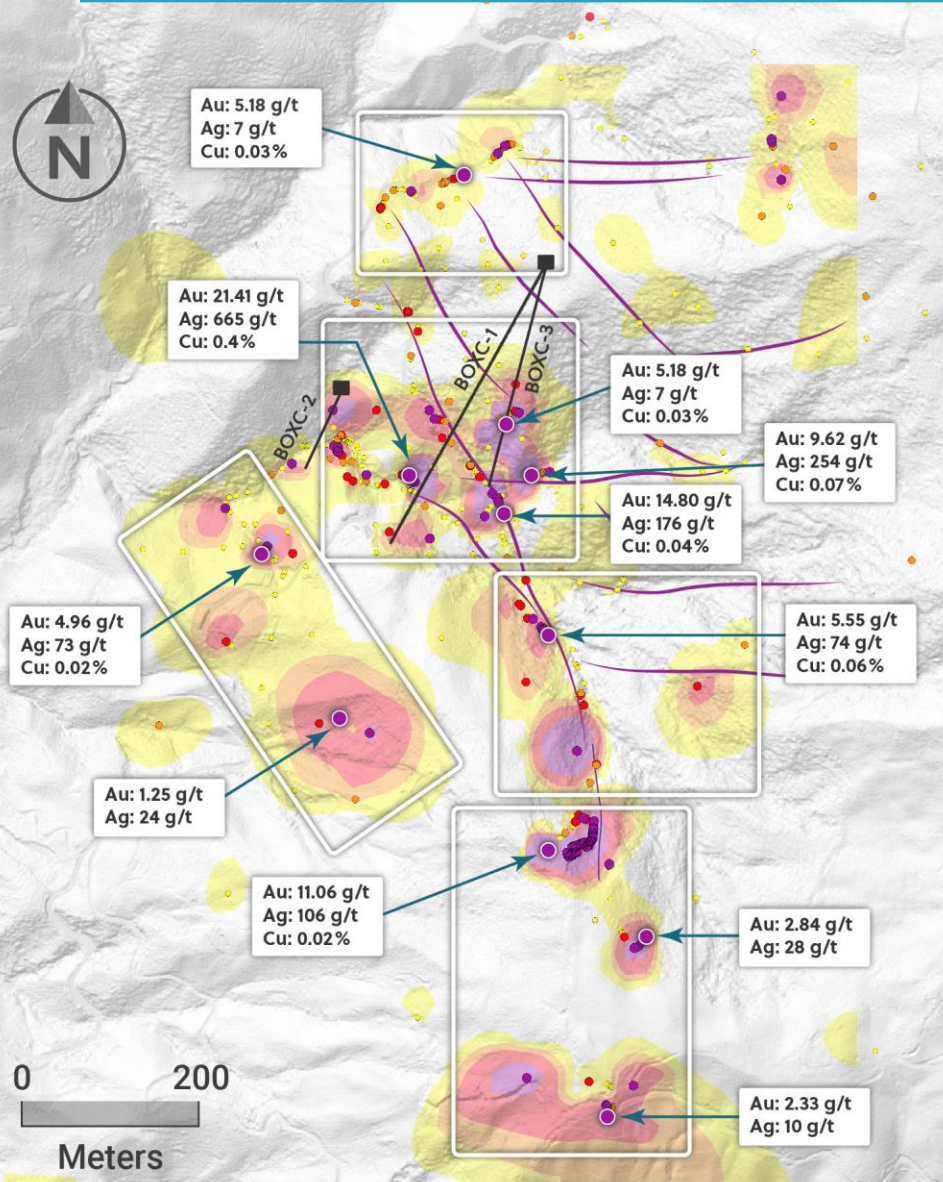 N
Au: 5.18 g/t
Ag: 7 g/t
Cu: 0.03%
Au: 21.41 g/t
Ag: 665 g/t
Cu: 0.4%
BOXC-1
BOXC-3
BOXC-2
Au: 5.18 g/t
Ag: 7 g/t
Cu: 0.03%
Au: 9.62 g/t
Ag: 254 g/t
Cu: 0.07%
Au: 14.80 g/t
Ag: 176 g/t
Cu: 0.04%
Au: 4.96 g/t
Ag: 73 g/t
Cu: 0.02%
Au: 5.55 g/t
Ag: 74 g/t
Cu: 0.06%
Au: 1.25 g/t
Ag: 24 g/t
Au: 11.06 g/t
Ag: 106 g/t
Cu: 0.02%
Au: 2.84 g/t
Ag: 28 g/t
Au: 2.33 g/t
Ag: 10 g/t
0 200
Meters